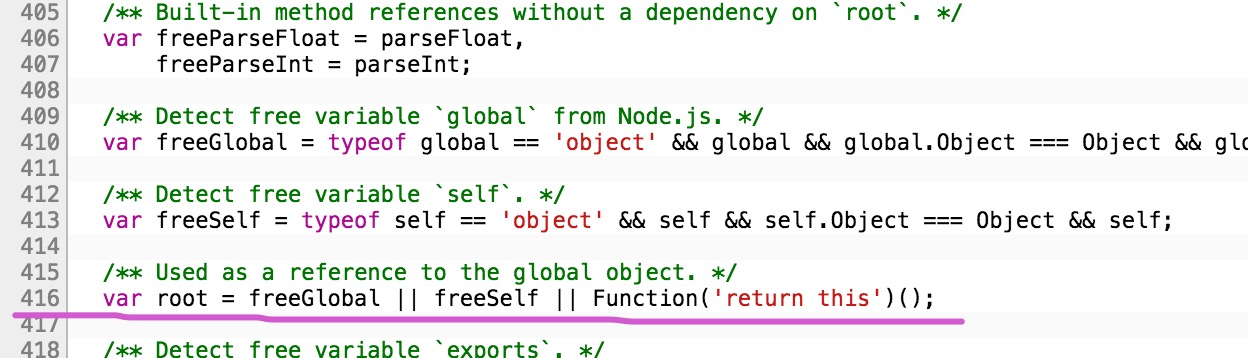 405 /** Built-in method references without a dependency on `root`. */
406 var freeParseFloat = parseFloat,
407 freeParseInt = parseInt;
408
409 /** Detect free variable `global` from Node.js. */
410 var freeGlobal = typeof global == 'object' && global && global.Object === Object && glo
411
412 /** Detect free variable `self`. */
413 var freeSelf = typeof self == 'object' && self && self.Object === Object && self;
414
415 /** Used as a reference to the global object. */
416 var root = freeGlobal || freeSelf || Function('return this')();
417
418 /** Detect free variable `exports`. */